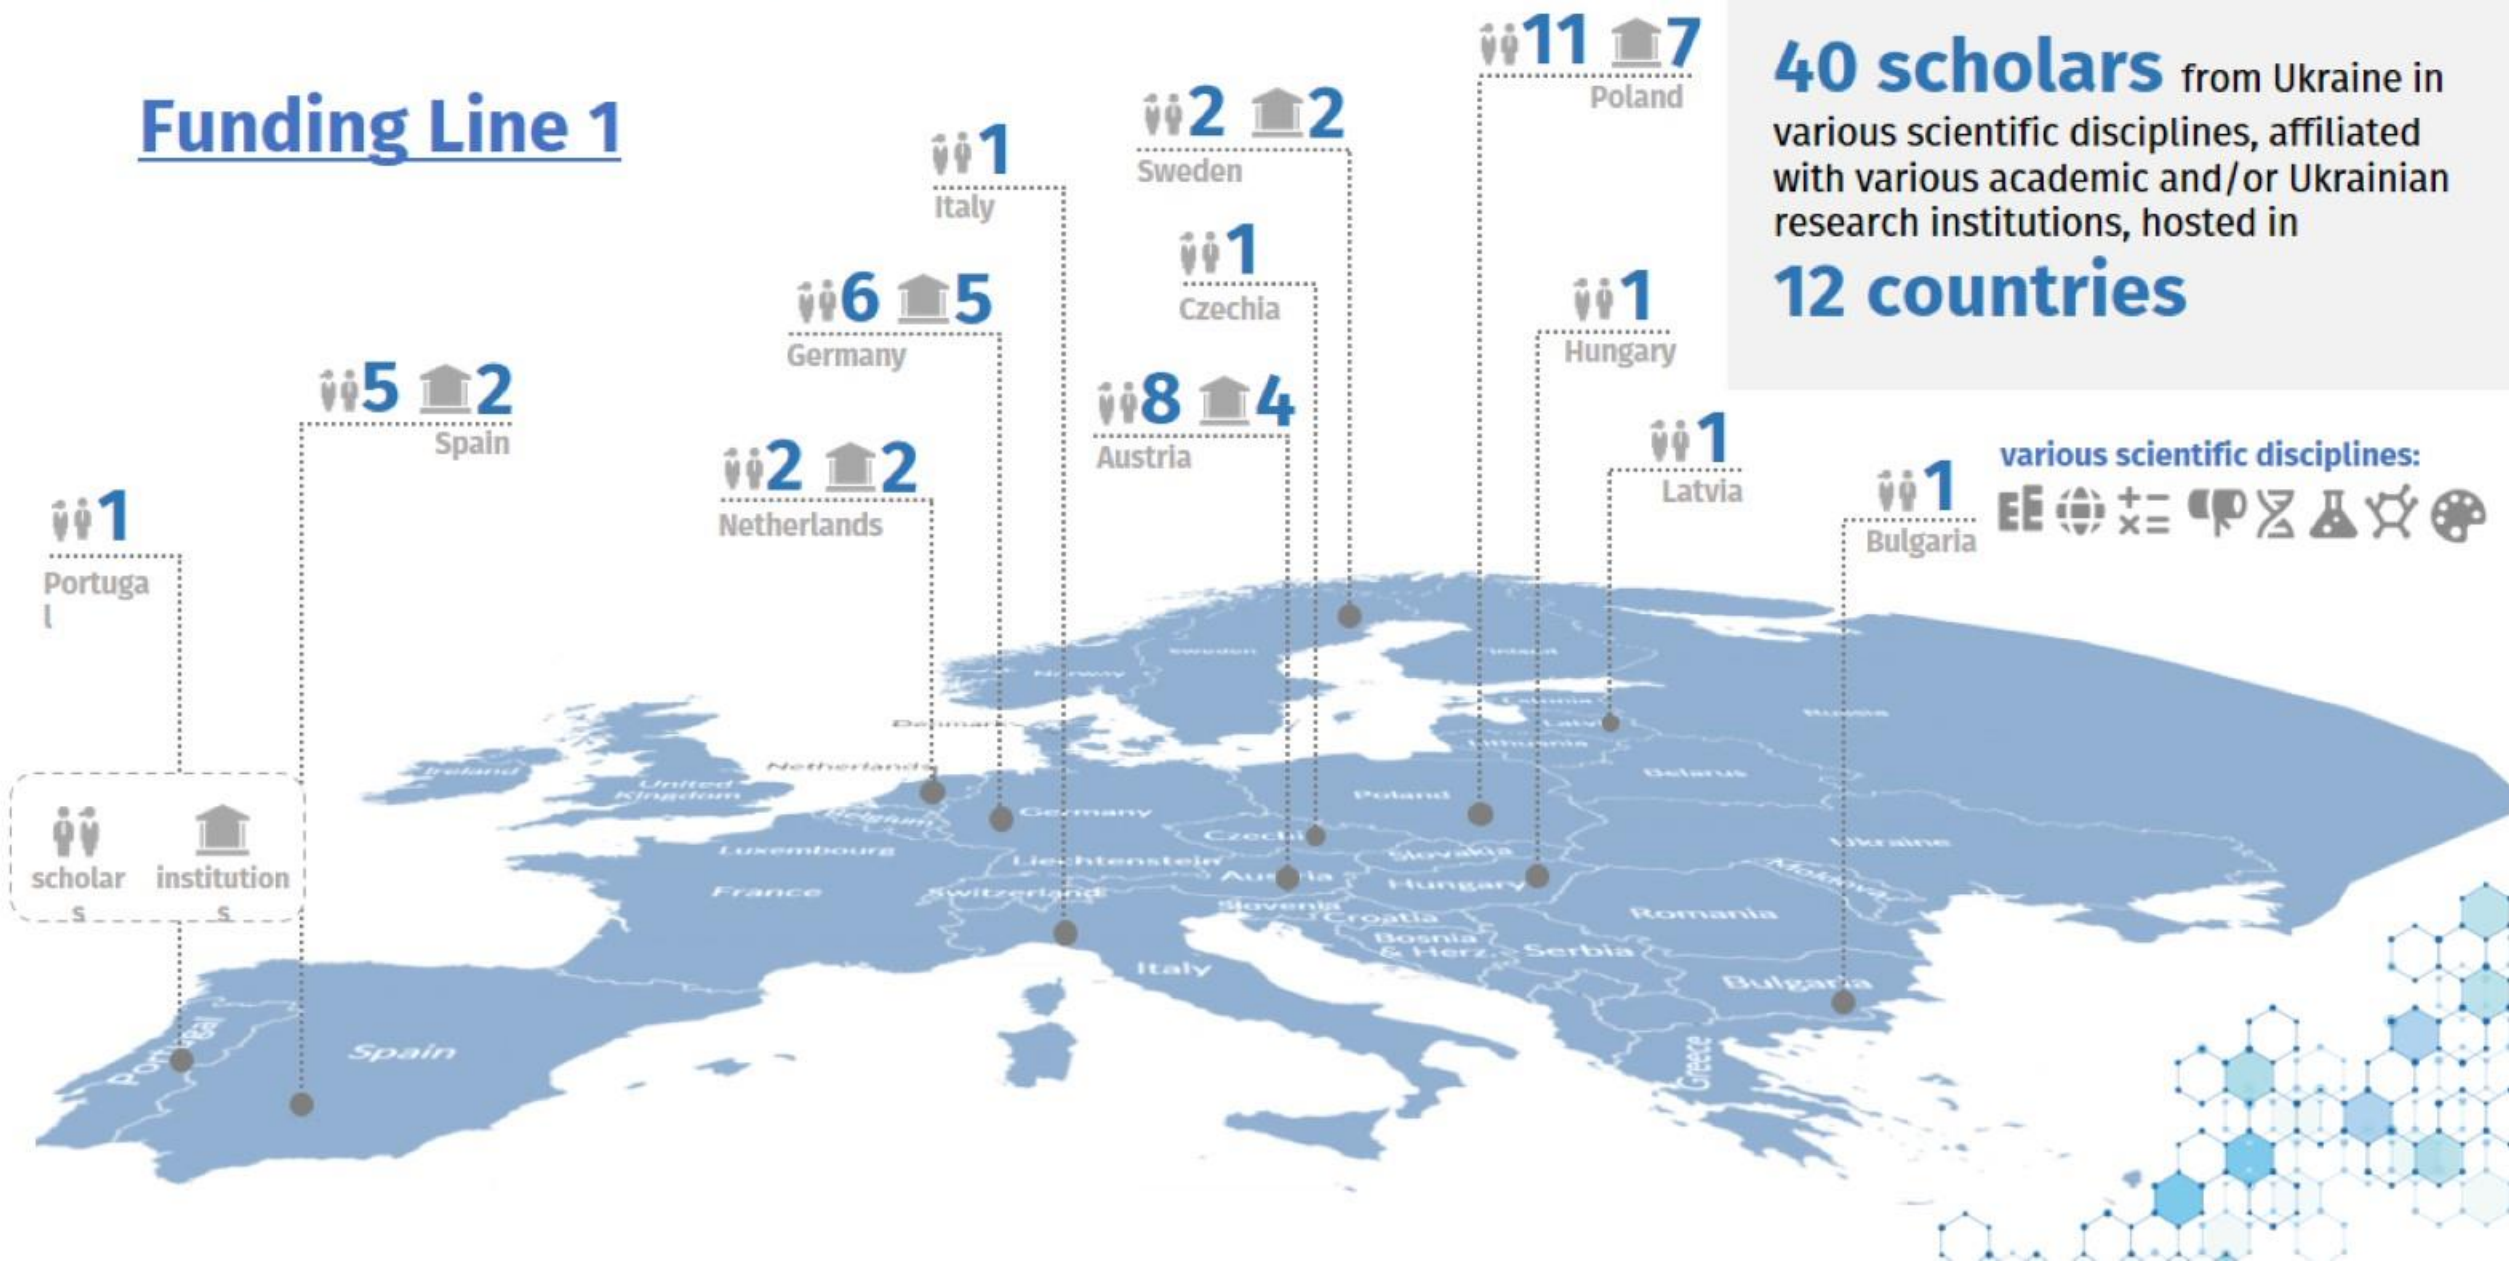 Funding Line 1
11 7
Poland
40 scholars from Ukraine in
various scientific disciplines, affiliated
with various academic and/or Ukrainian
research institutions, hosted in
12 countries
2 2
Sweden
1
Italy
1
Czechia
6 5
Germany
1
Hungary
5 2
Spain
8 4
Austria
2 2
Netherlands
1
Latvia
1
Bulgaria
various scientific disciplines:
1
Portuga
l
scholar
s
institution
s
Sweden
Norway
Finland
Denmark
Estonia
Latvi
Lithuania
Russia
Netherlands
Ireland
United
Kingdom
Belarus
Poland
Germany
Belgium
Czechi
Ukraine
Luxembourg
Liechtenstein
Slovakia
Moldova
France
Switzerland
Austria
Hungary
Slovenia
Croatia
Romania
Bosnia
& Herz.
Serbia
Italy
Bulgaria
Portugal
Spain
Greece